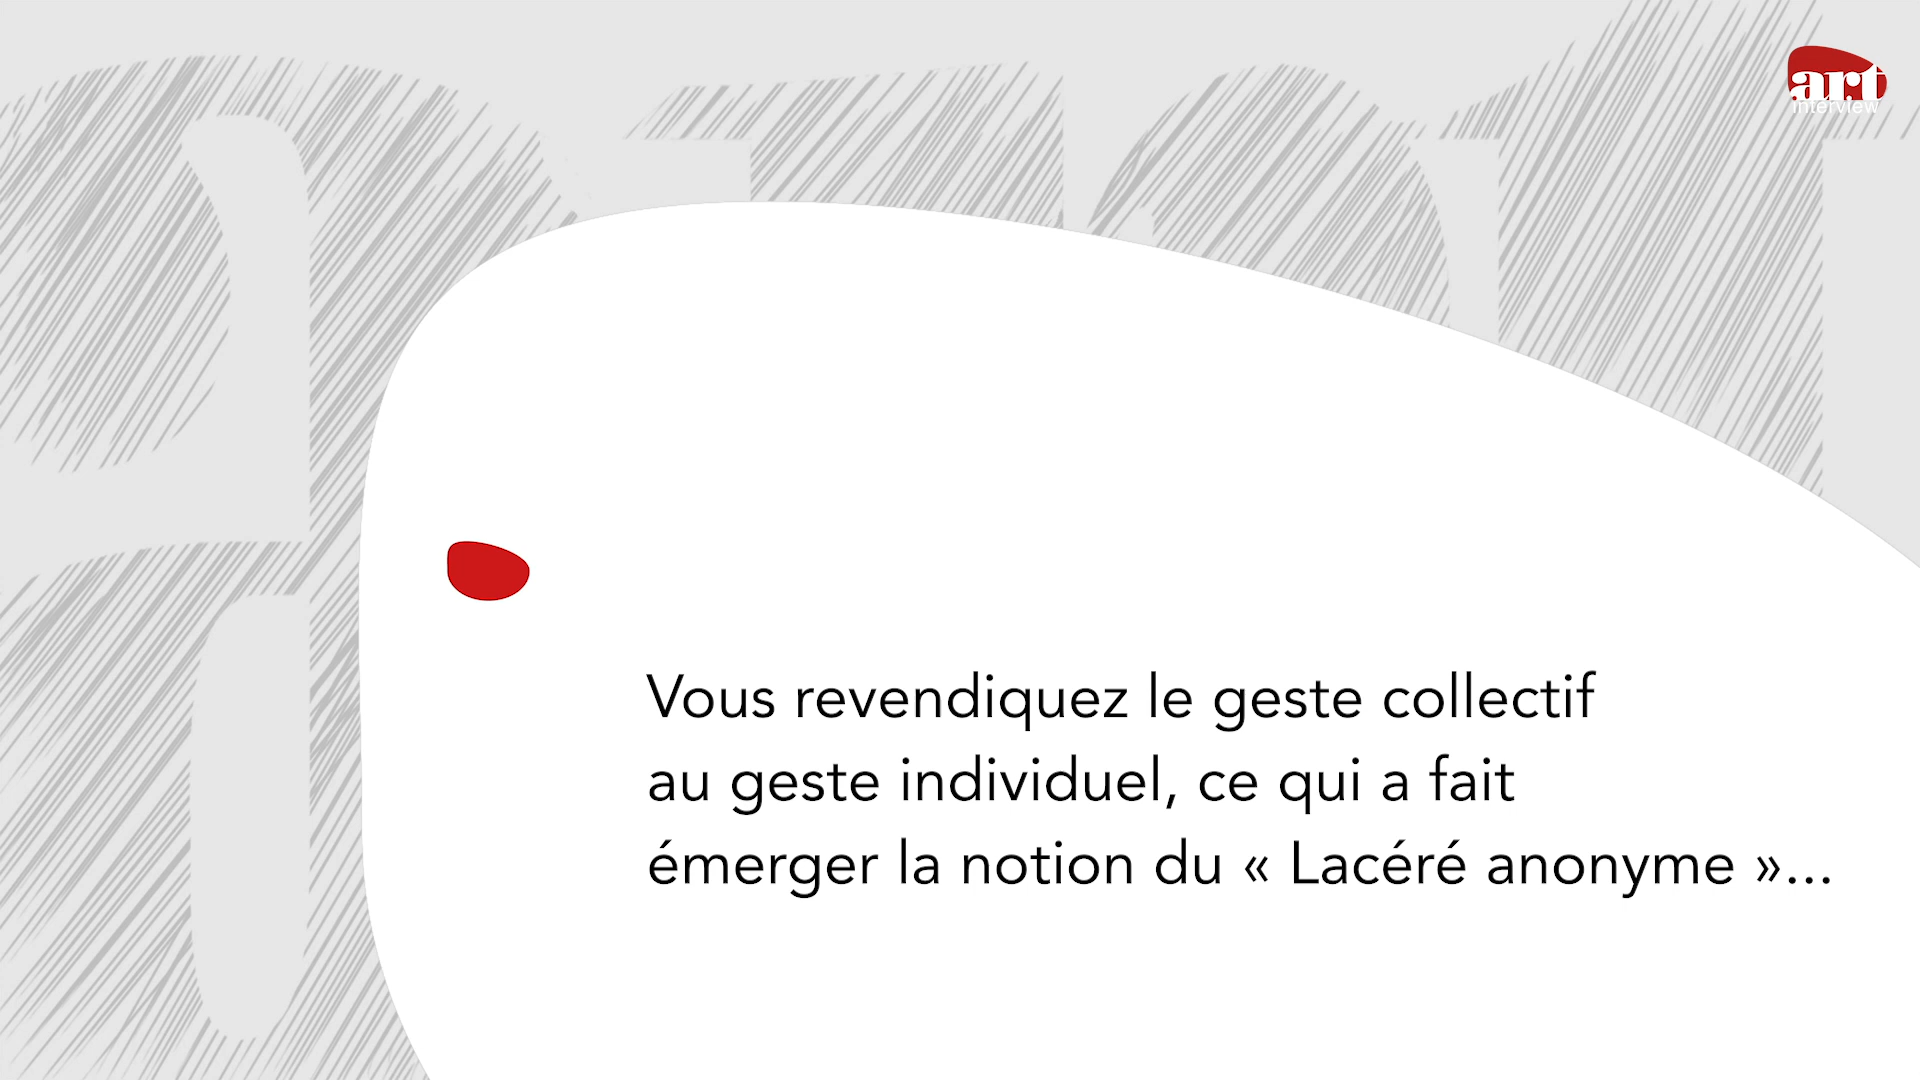 art
interview
Vous revendiquez le geste collectif
au geste individuel, ce qui a fait
émerger la notion du « Lacéré anonyme »...